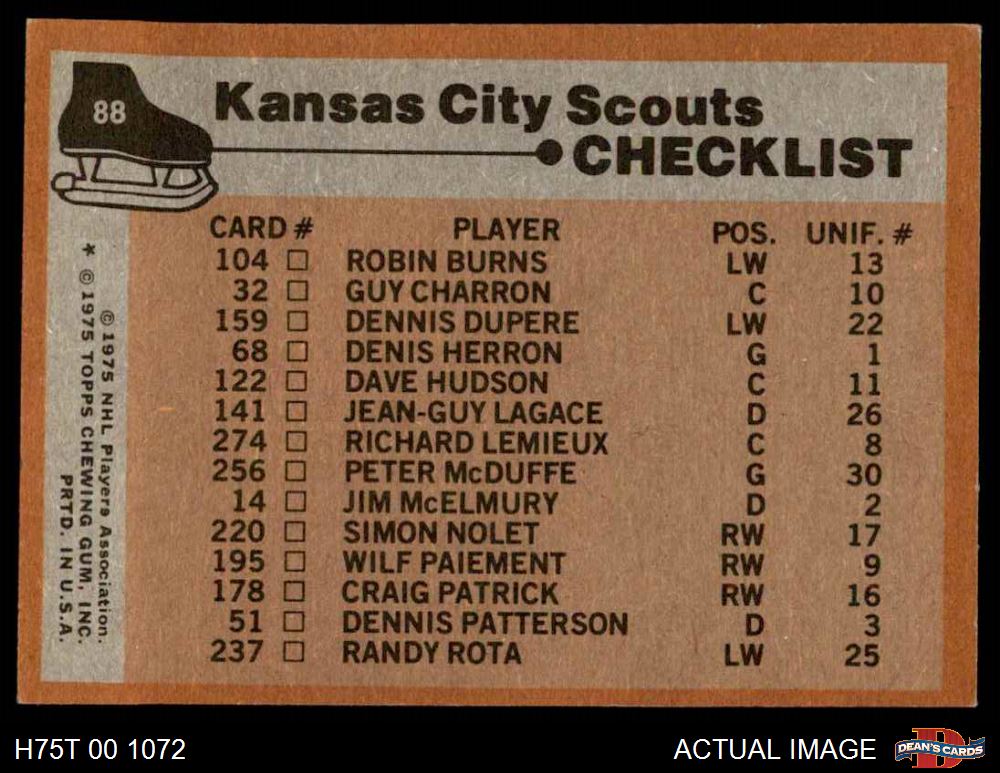 88
Kansas City Scouts
CHECKLIST
CARD # PLAYER POS. UNIF. #
104 □ ROBIN BURNS LW 13
32 □ GUY CHARRON C 10
159 □ DENNIS DUPERE LW 22
68 □ DENIS HERRON G 1
122 □ DAVE HUDSON C 11
141 □ JEAN-GUY LAGACE D 26
274 □ RICHARD LEMIEUX C 8
256 □ PETER McDUFFE G 30
14 □ JIM McELMURY D 2
220 □ SIMON NOLET RW 17
195 □ WILF PAIEMENT RW 9
178 □ CRAIG PATRICK RW 16
51 □ DENNIS PATTERSON D 3
237 □ RANDY ROTA LW 25
© 1975 NHL Players Association.
* © 1975 TOPPS CHEWING GUM, INC.
PRTD. IN U.S.A.
H75T 00 1072
ACTUAL IMAGE
DEAN'S CARDS